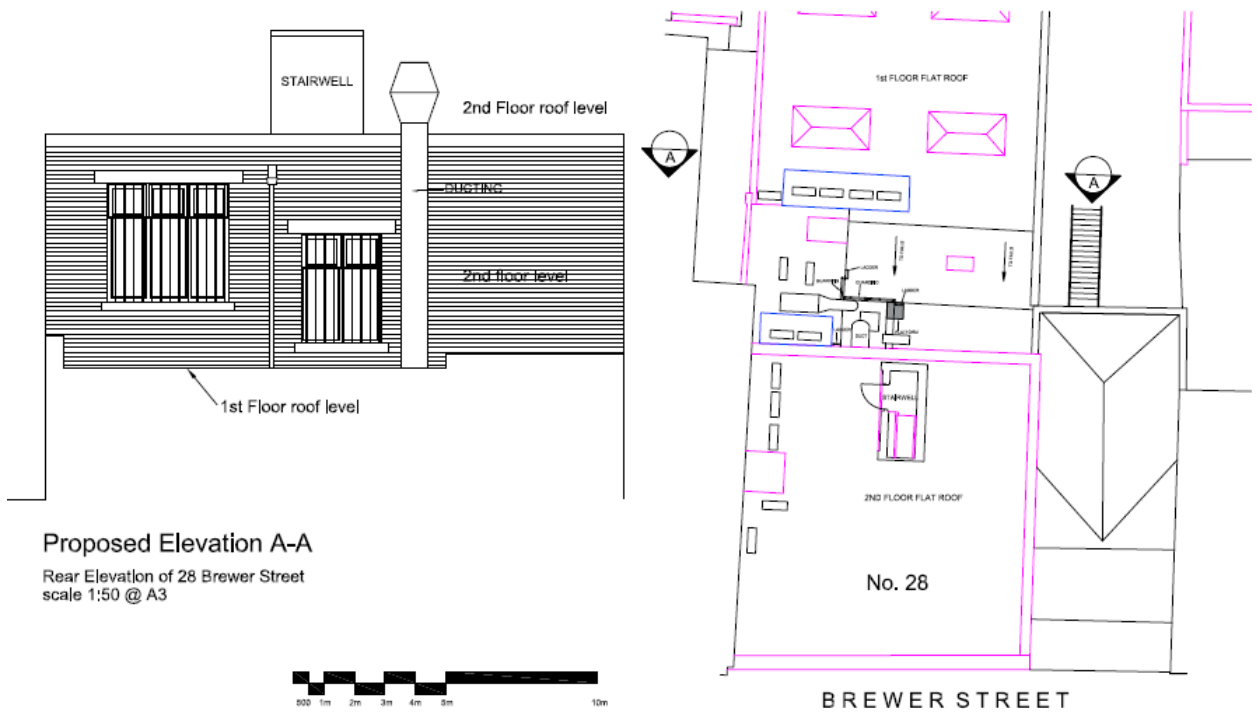 STAIRWELL
2nd Floor roof level
DUCTING
2nd floor level
1st Floor roof level
Proposed Elevation A-A
Rear Elevation of 28 Brewer Street
scale 1:50 @ A3
1m
2m
3m
4m
5m
10m
1st FLOOR FLAT ROOF
A
A
LADDER
LADDER
DUCT
STAIRWELL
2ND FLOOR FLAT ROOF
No. 28
BREWER STREET